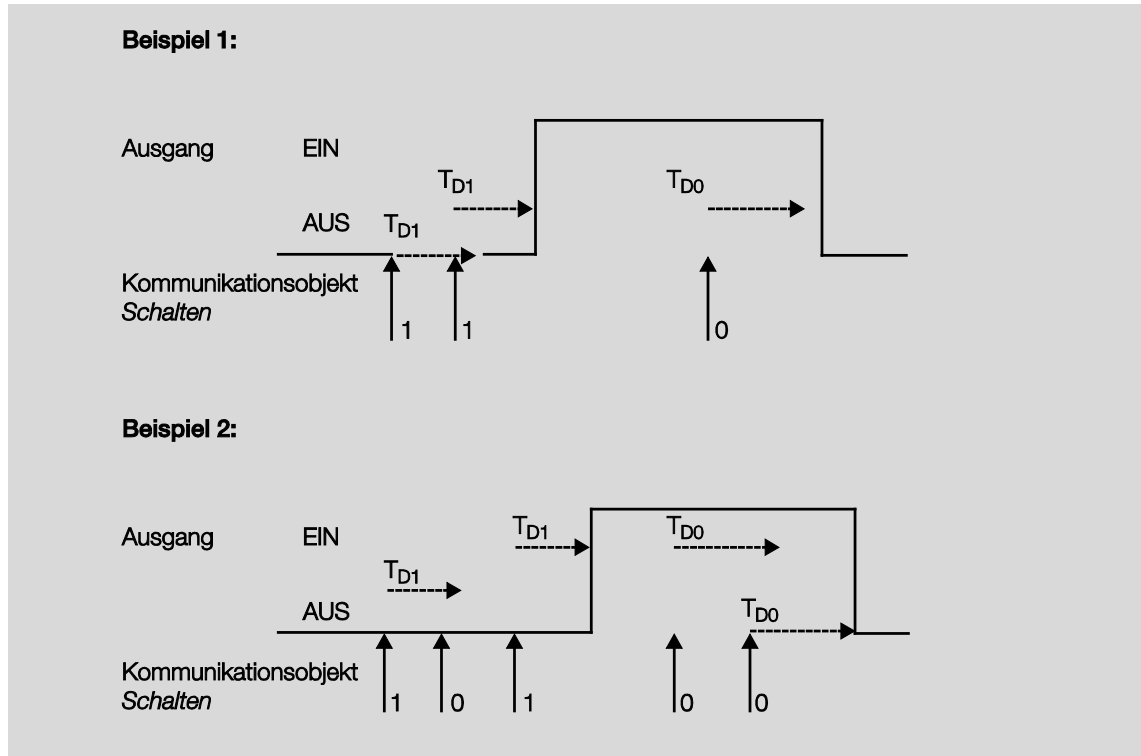 Beispiel 1:
Ausgang EIN
T_D1 T_D0
AUS T_D1
Kommunikationsobjekt
Schalten
1 1 0
Beispiel 2:
T_D1 T_D0
Ausgang EIN
T_D1
AUS T_D0
Kommunikationsobjekt
Schalten 1 0 1 0 0